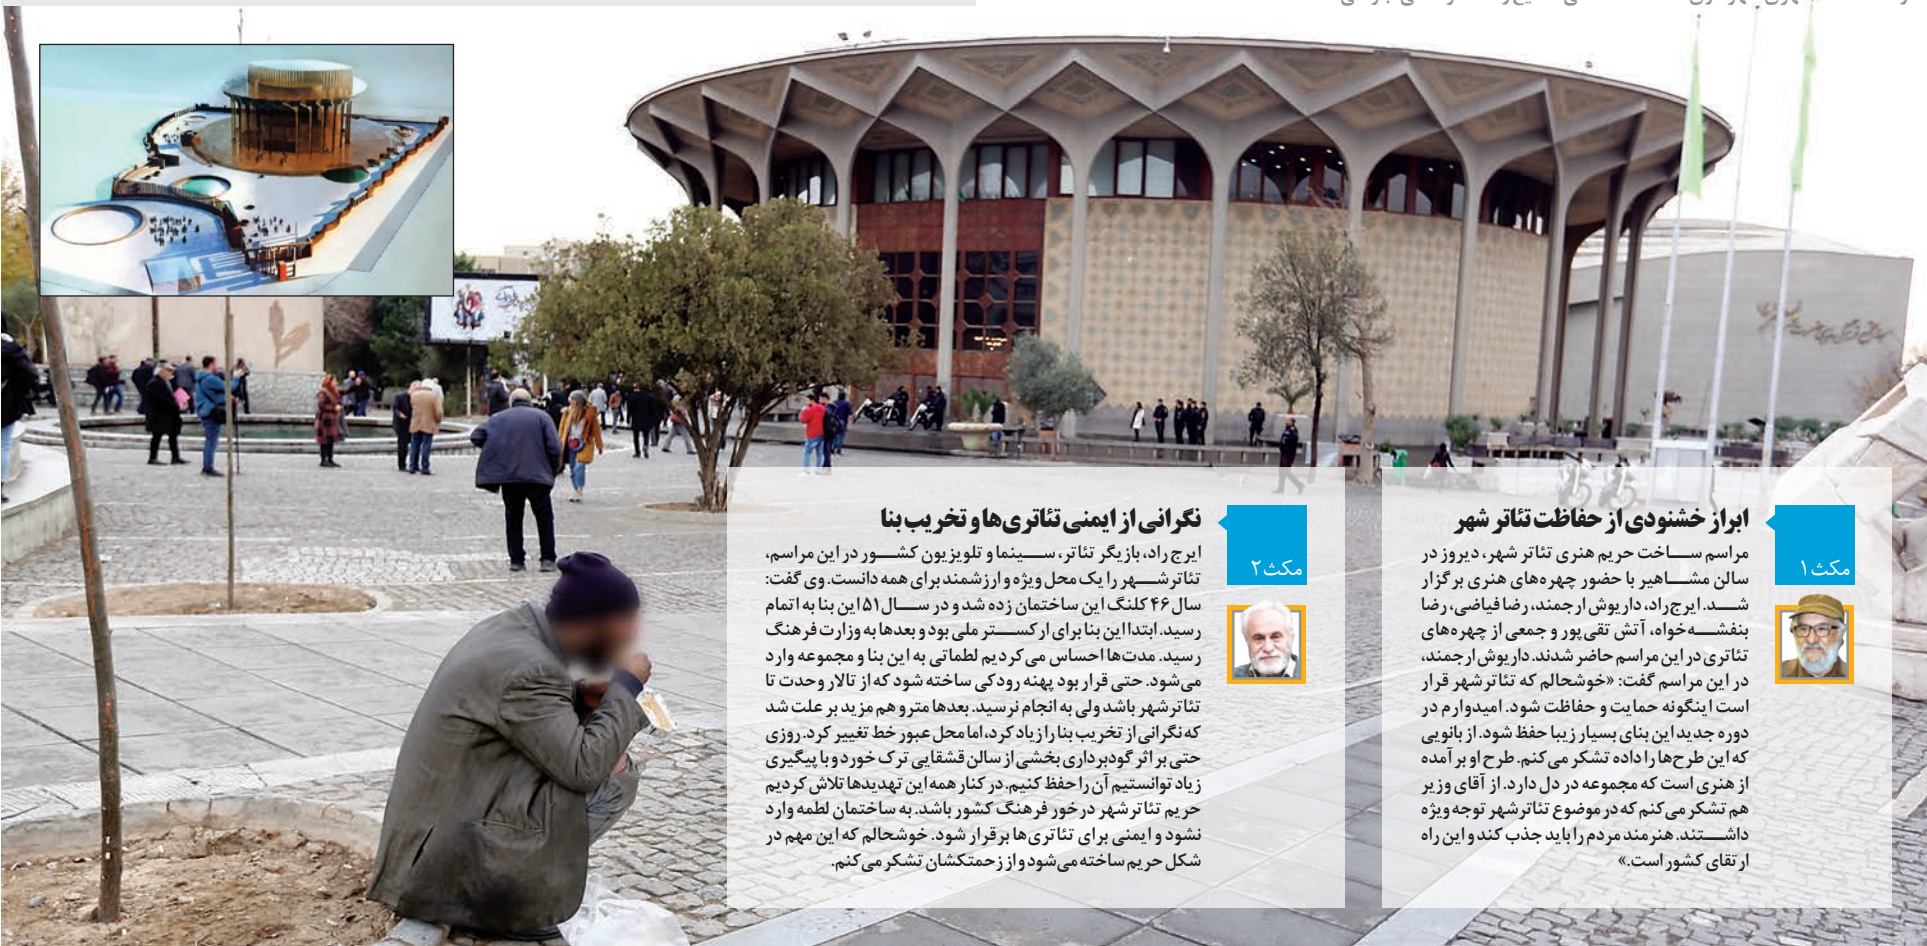 مکث۱
ابراز خشنودی از حفاظت تئاتر شهر
مراسم ســـاخت حریم هنری تئاتر شهر، دیروز در
سالن مشـــاهیر با حضور چهره‌های هنری برگزار
شـــد. ایرج‌راد، داریوش ارجمند، رضا فیاضی، رضا
بنفشـــه‌خواه، آتش تقی‌پور و جمعی از چهره‌های
تئاتری در این مراسم حاضر شدند. داریوش ارجمند،
در این مراسم گفت: «خوشحالم که تئاترشهر قرار
است اینگونه حمایت و حفاظت شود. امیدوارم در
دوره جدید این بنای بسیار زیبا حفظ شود. از بانویی
که این طرح‌ها را داده تشکر می‌کنم. طرح او برآمده
از هنری است که مجموعه در دل دارد. از آقای وزیر
هم تشکر می‌کنم که در موضوع تئاترشهر توجه ویژه
داشـــتند. هنرمند مردم را باید جذب کند و این راه
ارتقای کشور است.»
مکث۲
نگرانی از ایمنی تئاتری‌ها و تخریب بنا
ایرج راد، بازیگر تئاتر، ســـینما و تلویزیون کشـــور در این مراسم،
تئاترشـــهر را یک محل ویژه و ارزشمند برای همه دانست. وی گفت:
سال ۴۶ کلنگ این ساختمان زده شد و در ســـال ۵۱ این بنا به اتمام
رسید. ابتدا این بنا برای ارکســـتر ملی بود و بعدها به وزارت فرهنگ
رسید. مدت‌ها احساس می‌کردیم لطماتی به این بنا و مجموعه وارد
می‌شود. حتی قرار بود پهنه رودکی ساخته شود که از تالار وحدت تا
تئاترشهر باشد ولی به انجام نرسید. بعدها مترو هم مزید بر علت شد
که نگرانی از تخریب بنا را زیاد کرد، اما محل عبور خط تغییر کرد. روزی
حتی بر اثر گودبرداری بخشی از سالن قشقایی ترک خورد و با پیگیری
زیاد توانستیم آن را حفظ کنیم. در کنار همه این تهدیدها تلاش کردیم
حریم تئاترشهر درخور فرهنگ کشور باشد. به ساختمان لطمه وارد
نشود و ایمنی برای تئاتری‌ها برقرار شود. خوشحالم که این مهم در
شکل حریم ساخته می‌شود و از زحمتکشان تشکر می‌کنم.